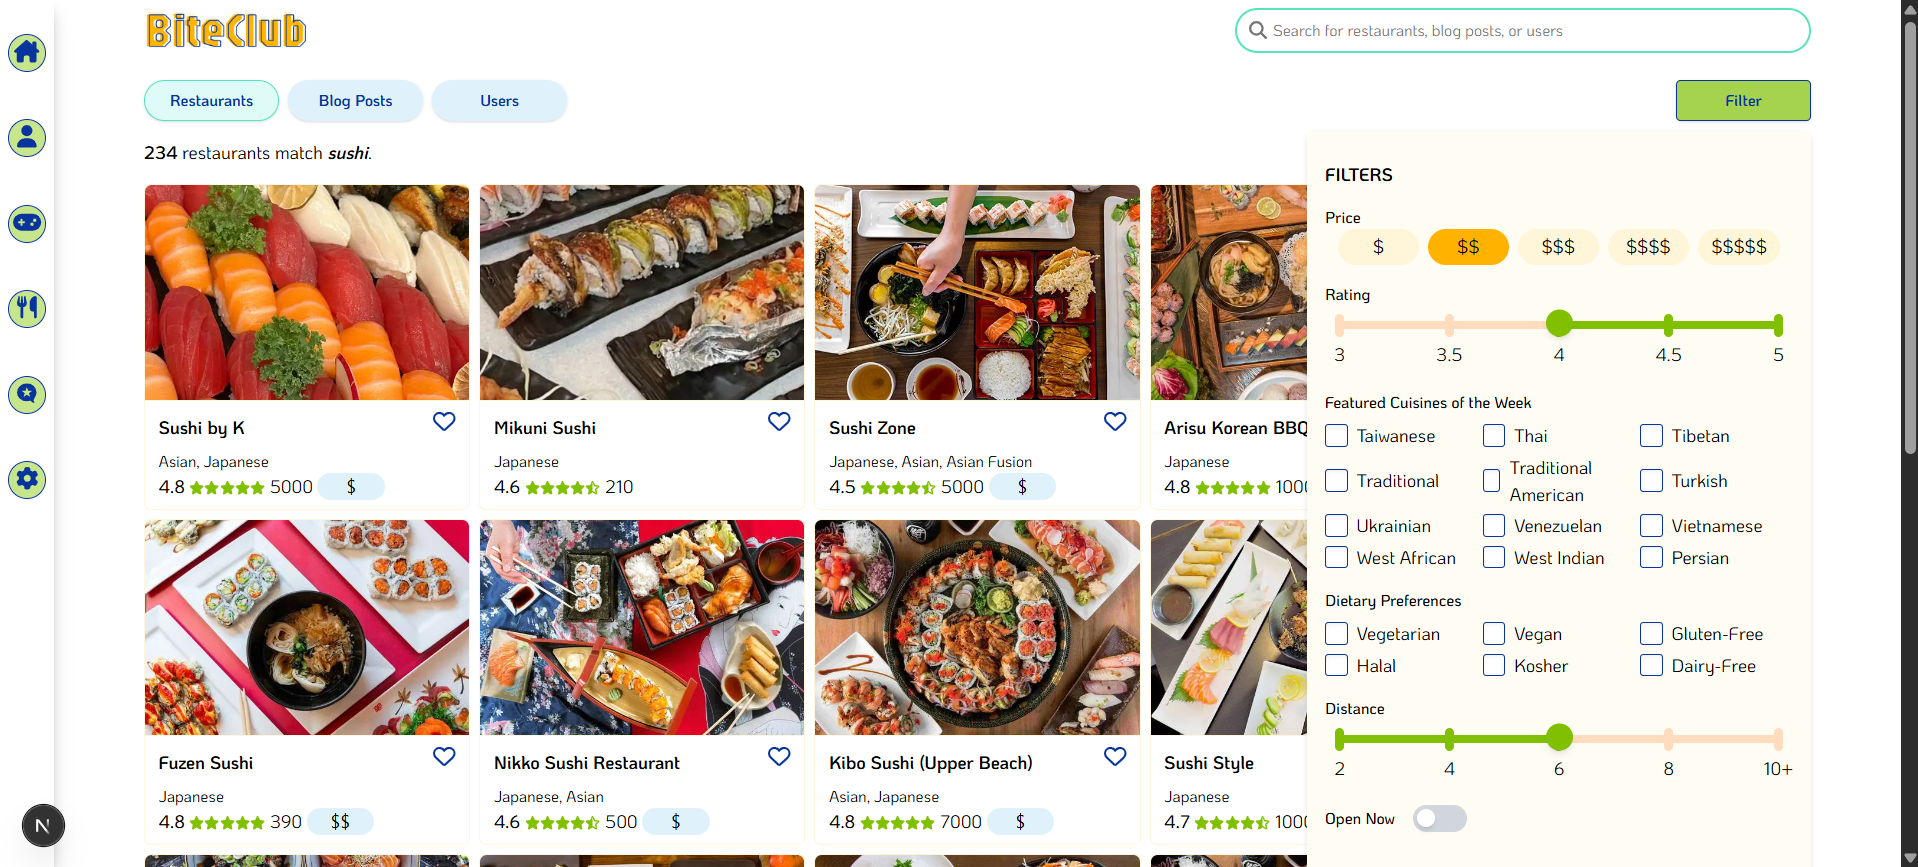 BiteClub
Search for restaurants, blog posts, or users
Restaurants
Blog Posts
Users
Filter
234 restaurants match sushi.
Sushi by K
Asian, Japanese
4.8 5000 $
Mikuni Sushi
Japanese
4.6 210
Sushi Zone
Japanese, Asian, Asian Fusion
4.5 5000 $
Arisu Korean BBQ
Japanese
4.8
Fuzen Sushi
Japanese
4.8 390 $$
Nikko Sushi Restaurant
Japanese, Asian
4.6 500 $
Kibo Sushi (Upper Beach)
Asian, Japanese
4.8 7000 $
Sushi Style
Japanese
4.7
FILTERS
Price
$ $$ $$$ $$$$ $$$$$
Rating
3 3.5 4 4.5 5
Featured Cuisines of the Week
Taiwanese Thai Tibetan
Traditional Traditional American Turkish
Ukrainian Venezuelan Vietnamese
West African West Indian Persian
Dietary Preferences
Vegetarian Vegan Gluten-Free
Halal Kosher Dairy-Free
Distance
2 4 6 8 10+
Open Now
N